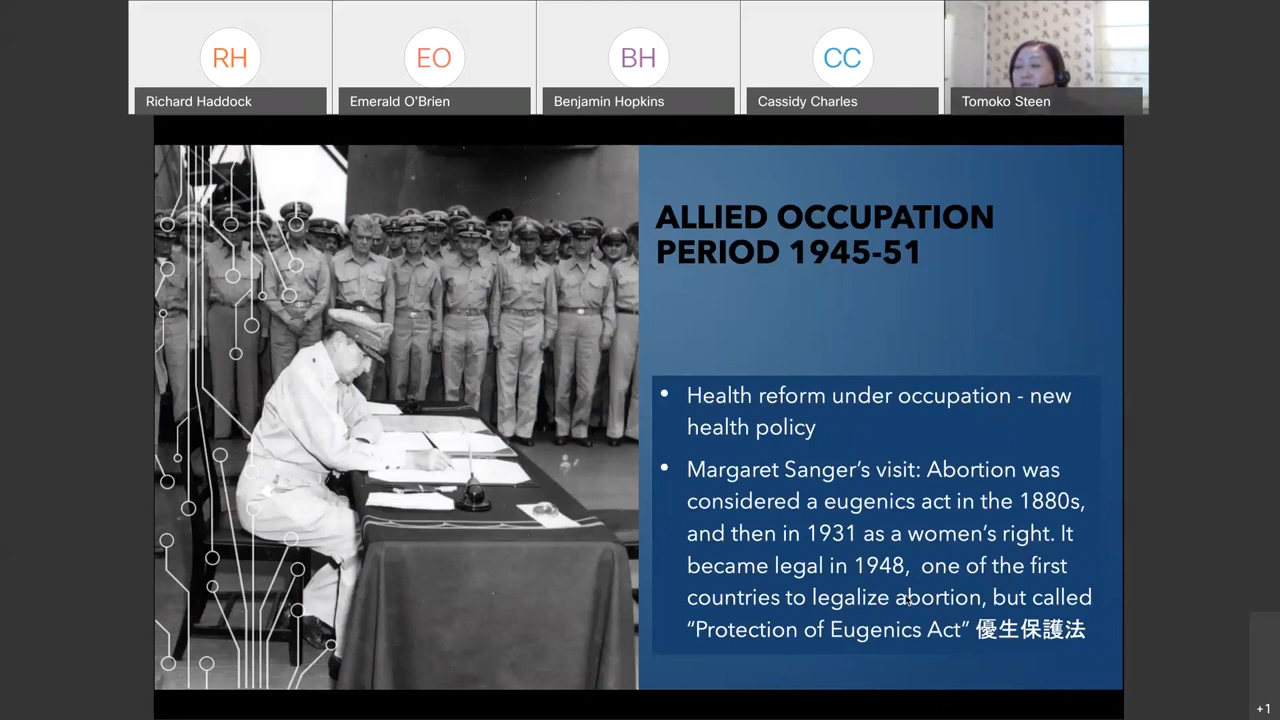 RH
EO
BH
CC
Richard Haddock
Emerald O'Brien
Benjamin Hopkins
Cassidy Charles
Tomoko Steen
ALLIED OCCUPATION
PERIOD 1945-51
• Health reform under occupation - new
health policy
• Margaret Sanger’s visit: Abortion was
considered a eugenics act in the 1880s,
and then in 1931 as a women’s right. It
became legal in 1948,  one of the first
countries to legalize abortion, but called
“Protection of Eugenics Act” 優生保護法
+1